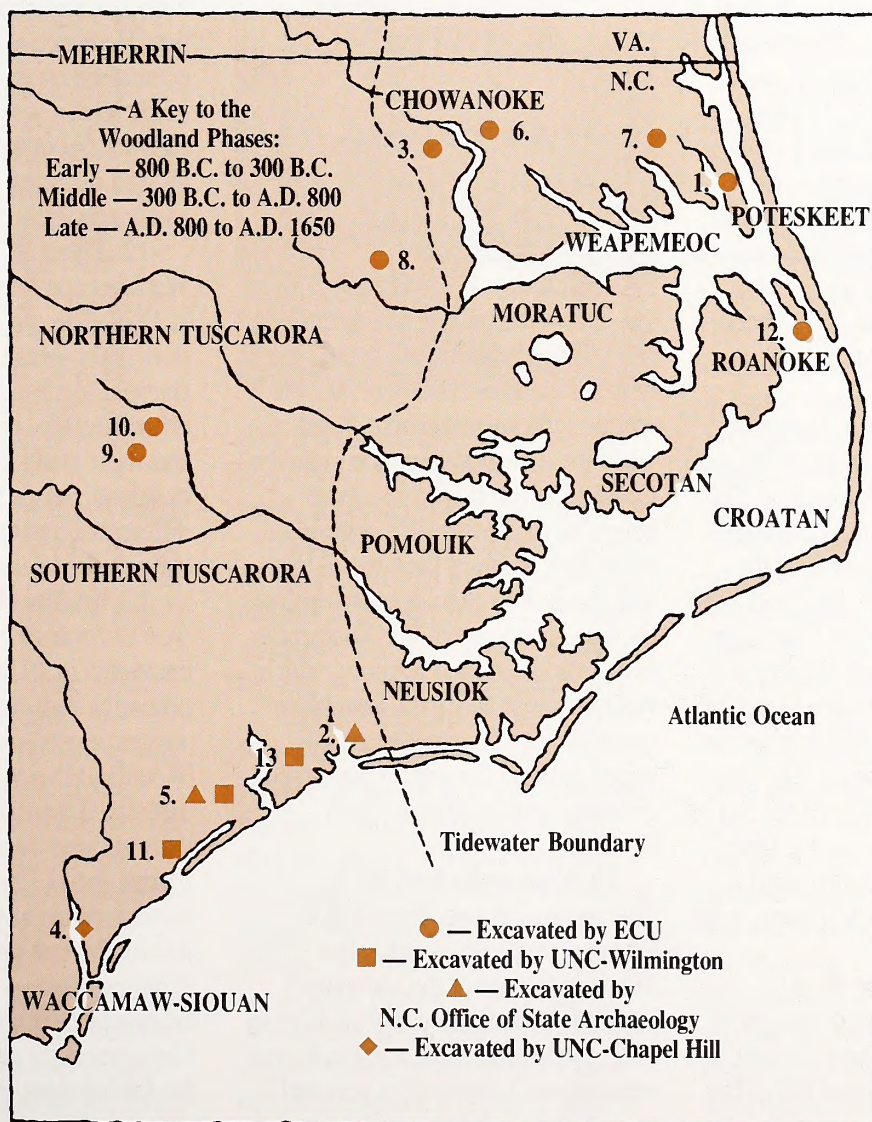 VA.
MEHERRIN
N.C.
A Key to the
Woodland Phases:
Early — 800 B.C. to 300 B.C.
Middle — 300 B.C. to A.D. 800
Late — A.D. 800 to A.D. 1650
CHOWANOKE
3.
6.
7.
1.
POTESKEET
WEAPEMEOC
8.
MORATUC
NORTHERN TUSCARORA
12.
ROANOKE
10.
9.
SECOTAN
CROATAN
POMOUIK
SOUTHERN TUSCARORA
NEUSIOK
Atlantic Ocean
2.
13
5.
11.
Tidewater Boundary
4.
WACCAMAW-SIOUAN
— Excavated by ECU
— Excavated by UNC-Wilmington
— Excavated by
N.C. Office of State Archaeology
— Excavated by UNC-Chapel Hill